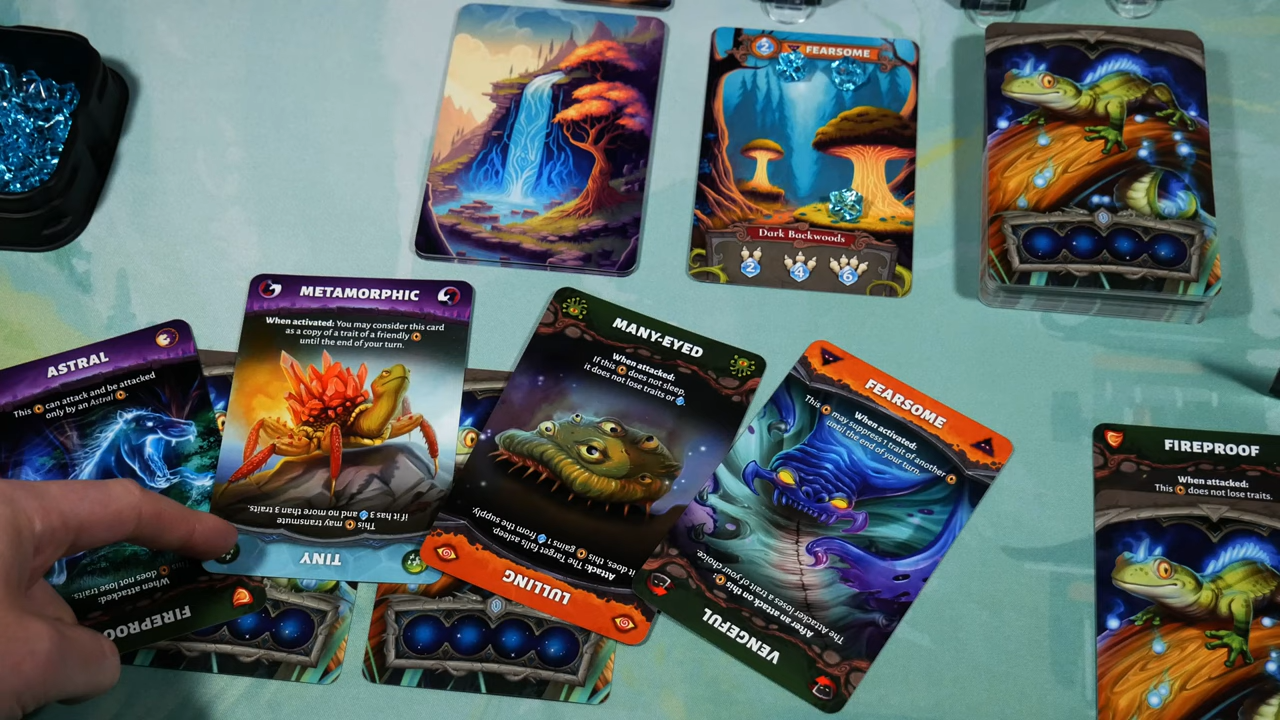 2 FEARSOME
Dark Backwoods
2 4 6
ASTRAL
This can attack and be attacked
only by an Astral .
When attacked:
does not lose traits.
FIREPROO
METAMORPHIC
When activated: You may consider this card
as a copy of a trait of a friendly
until the end of your turn.
This may transmute
if it has 3 and no more than 3 traits.
TINY
MANY-EYED
When attacked:
If this does not sleep,
it does not lose traits or .
Attack: The Target falls asleep.
it does, this gains 1 from the supply.
LULLING
FEARSOME
When activated:
This may suppress 1 trait of another
until the end of your turn.
After an attack on this :
The Attacker loses a trait of your choice.
VENGEFUL
FIREPROOF
When attacked:
This does not lose traits.